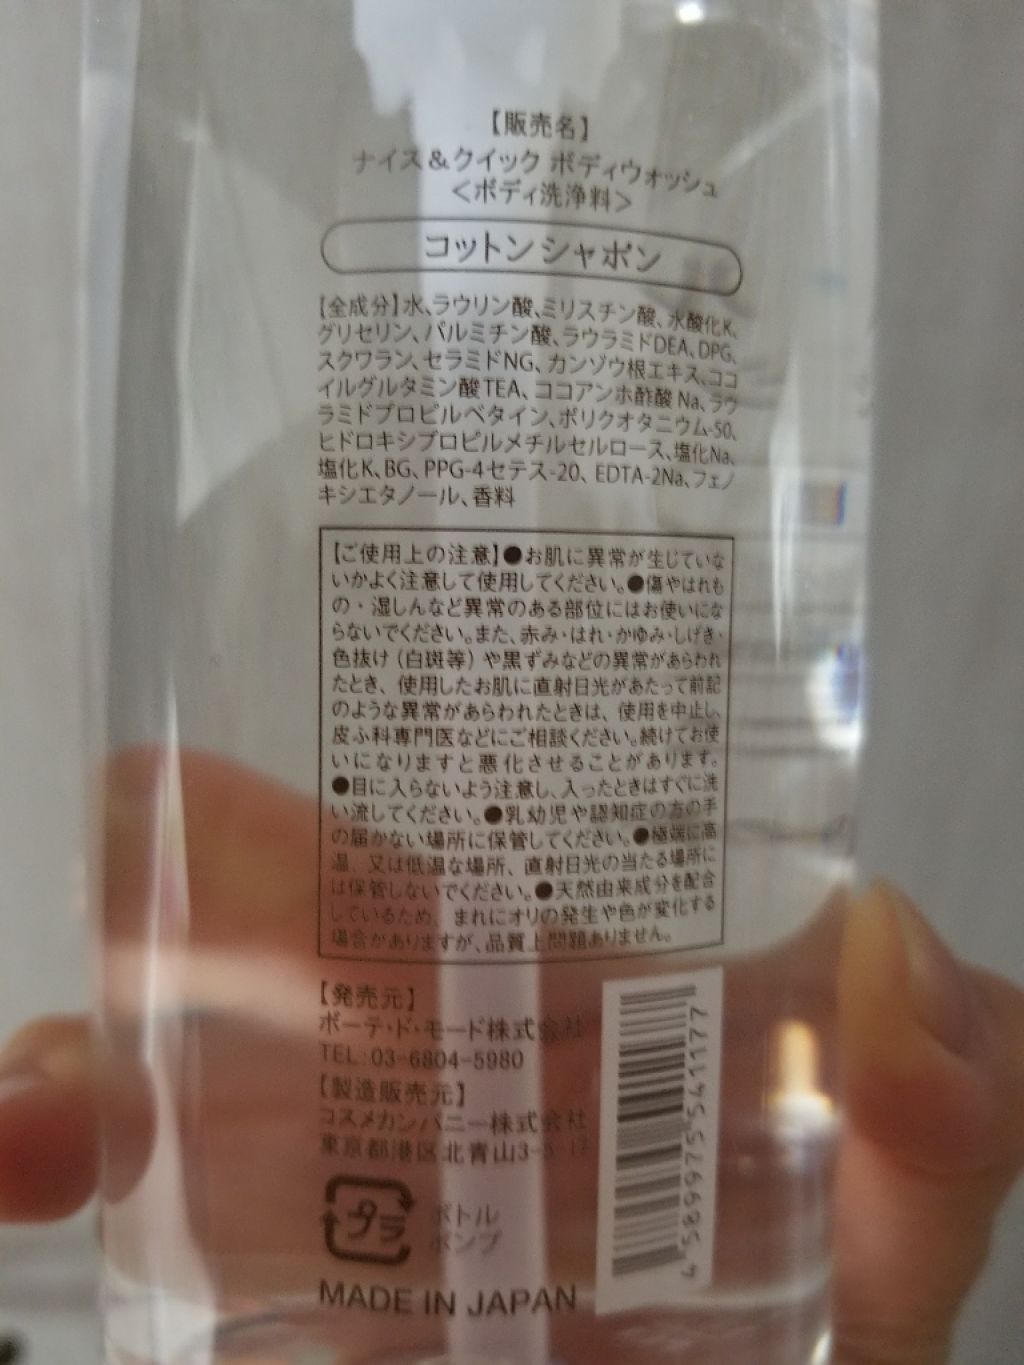 【販売名】
ナイス&クイック ボディウォッシュ
<ボディ洗浄料>
コットンシャボン
【全成分】水、ラウリン酸、ミリスチン酸、水酸化K、
グリセリン、パルミチン酸、ラウラミドDEA、DPG、
スクワラン、セラミドNG、カンゾウ根エキス、ココ
イルグルタミン酸TEA、ココアンホ酢酸Na、ラウ
ラミドプロピルベタイン、ポリクオタニウム-50、
ヒドロキシプロピルメチルセルロース、塩化Na、
塩化K、BG、PPG-4セテス-20、EDTA-2Na、フェノ
キシエタノール、香料
【ご使用上の注意】●お肌に異常が生じていな
いかよく注意して使用してください。●傷やはれも
の・湿しんなど異常のある部位にはお使いにな
らないでください。また、赤み・はれ・かゆみ・しげき・
色抜け(白斑等)や黒ずみなどの異常があらわれ
たとき、使用したお肌に直射日光があたって前記
のような異常があらわれたときは、使用を中止し、
皮ふ科専門医などにご相談ください。続けてお使
いになりますと悪化させることがあります。
●目に入らないよう注意し、入ったときはすぐに洗
い流してください。●乳幼児や認知症の方の手
の届かない場所に保管してください。●極端に高
温、又は低温な場所、直射日光の当たる場所に
は保管しないでください。●天然由来成分を配合
しているため、まれにオリの発生や色が変化する
場合がありますが、品質上問題ありません。
【発売元】
ボーテ・ド・モード株式会社
TEL:03-6804-5980
【製造販売元】
コスメカンパニー株式会社
東京都港区北青山3-5-17
プラ
ボトル
ポンプ
MADE IN JAPAN
4589675541177